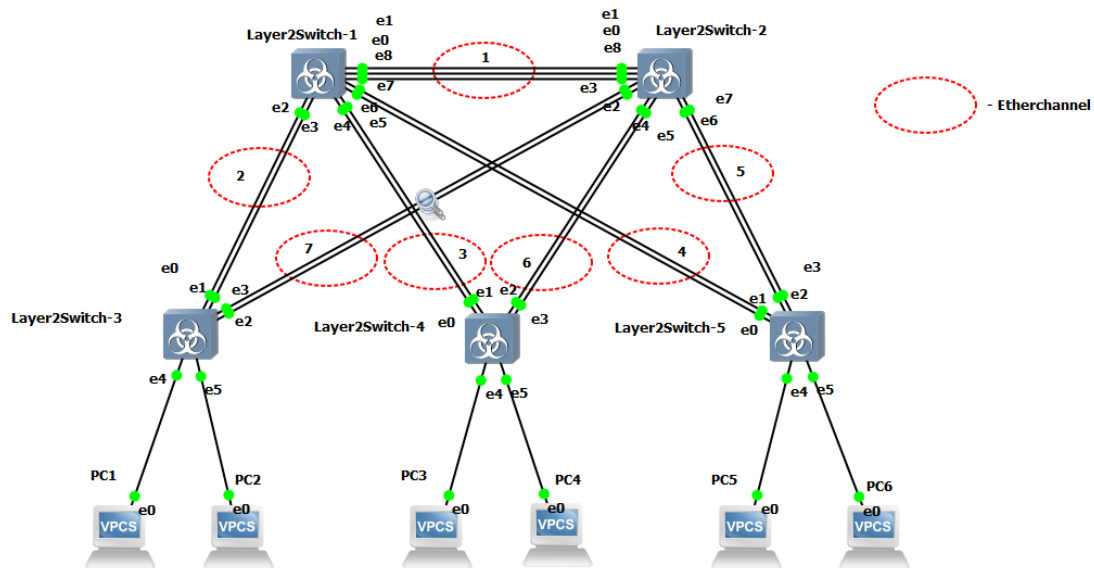 e1
e0
e8
Layer2Switch-1
e1
e0
e8
Layer2Switch-2
1
e7
e6
e5
e2
e3
e4
e3
e2
e4
e5
e7
e6
- Etherchannel
2
5
7
3
6
4
e0
e1
e3
e2
Layer2Switch-3
e1
e0
e2
e3
Layer2Switch-4
e3
e2
e1
e0
Layer2Switch-5
e4
e5
e4
e5
e4
e5
PC1
PC2
PC3
PC4
PC5
PC6
e0
e0
e0
e0
e0
e0
VPCS
VPCS
VPCS
VPCS
VPCS
VPCS